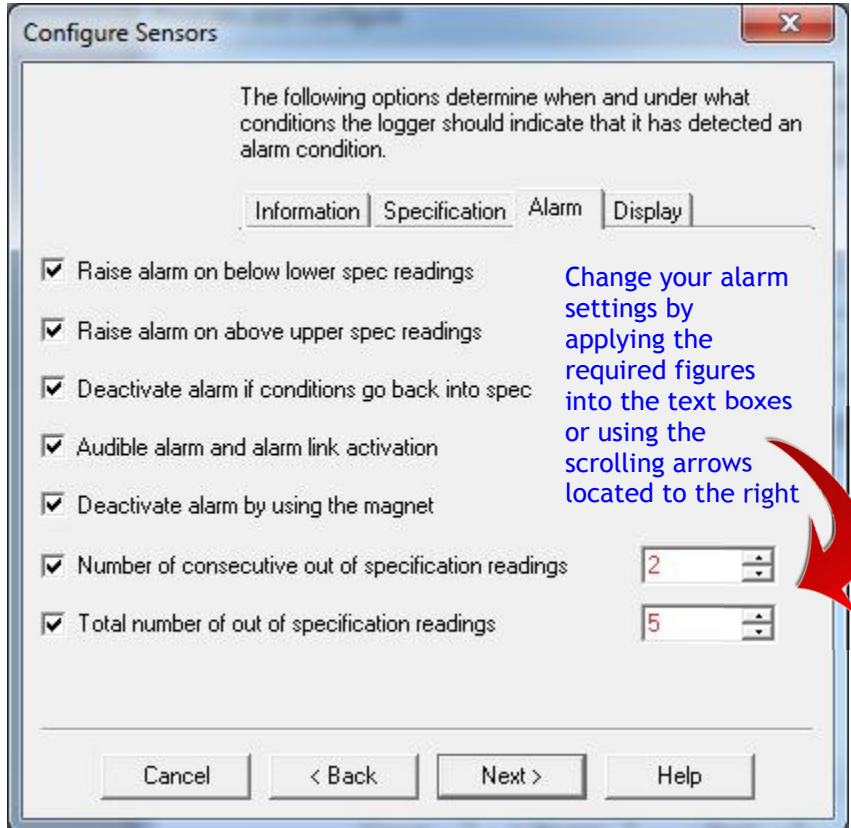 Configure Sensors
The following options determine when and under what
conditions the logger should indicate that it has detected an
alarm condition.
Information Specification Alarm Display
Raise alarm on below lower spec readings
Raise alarm on above upper spec readings
Deactivate alarm if conditions go back into spec
Audible alarm and alarm link activation
Deactivate alarm by using the magnet
Change your alarm
settings by
applying the
required figures
into the text boxes
or using the
scrolling arrows
located to the right
Number of consecutive out of specification readings 2
Total number of out of specification readings 5
Cancel < Back Next > Help